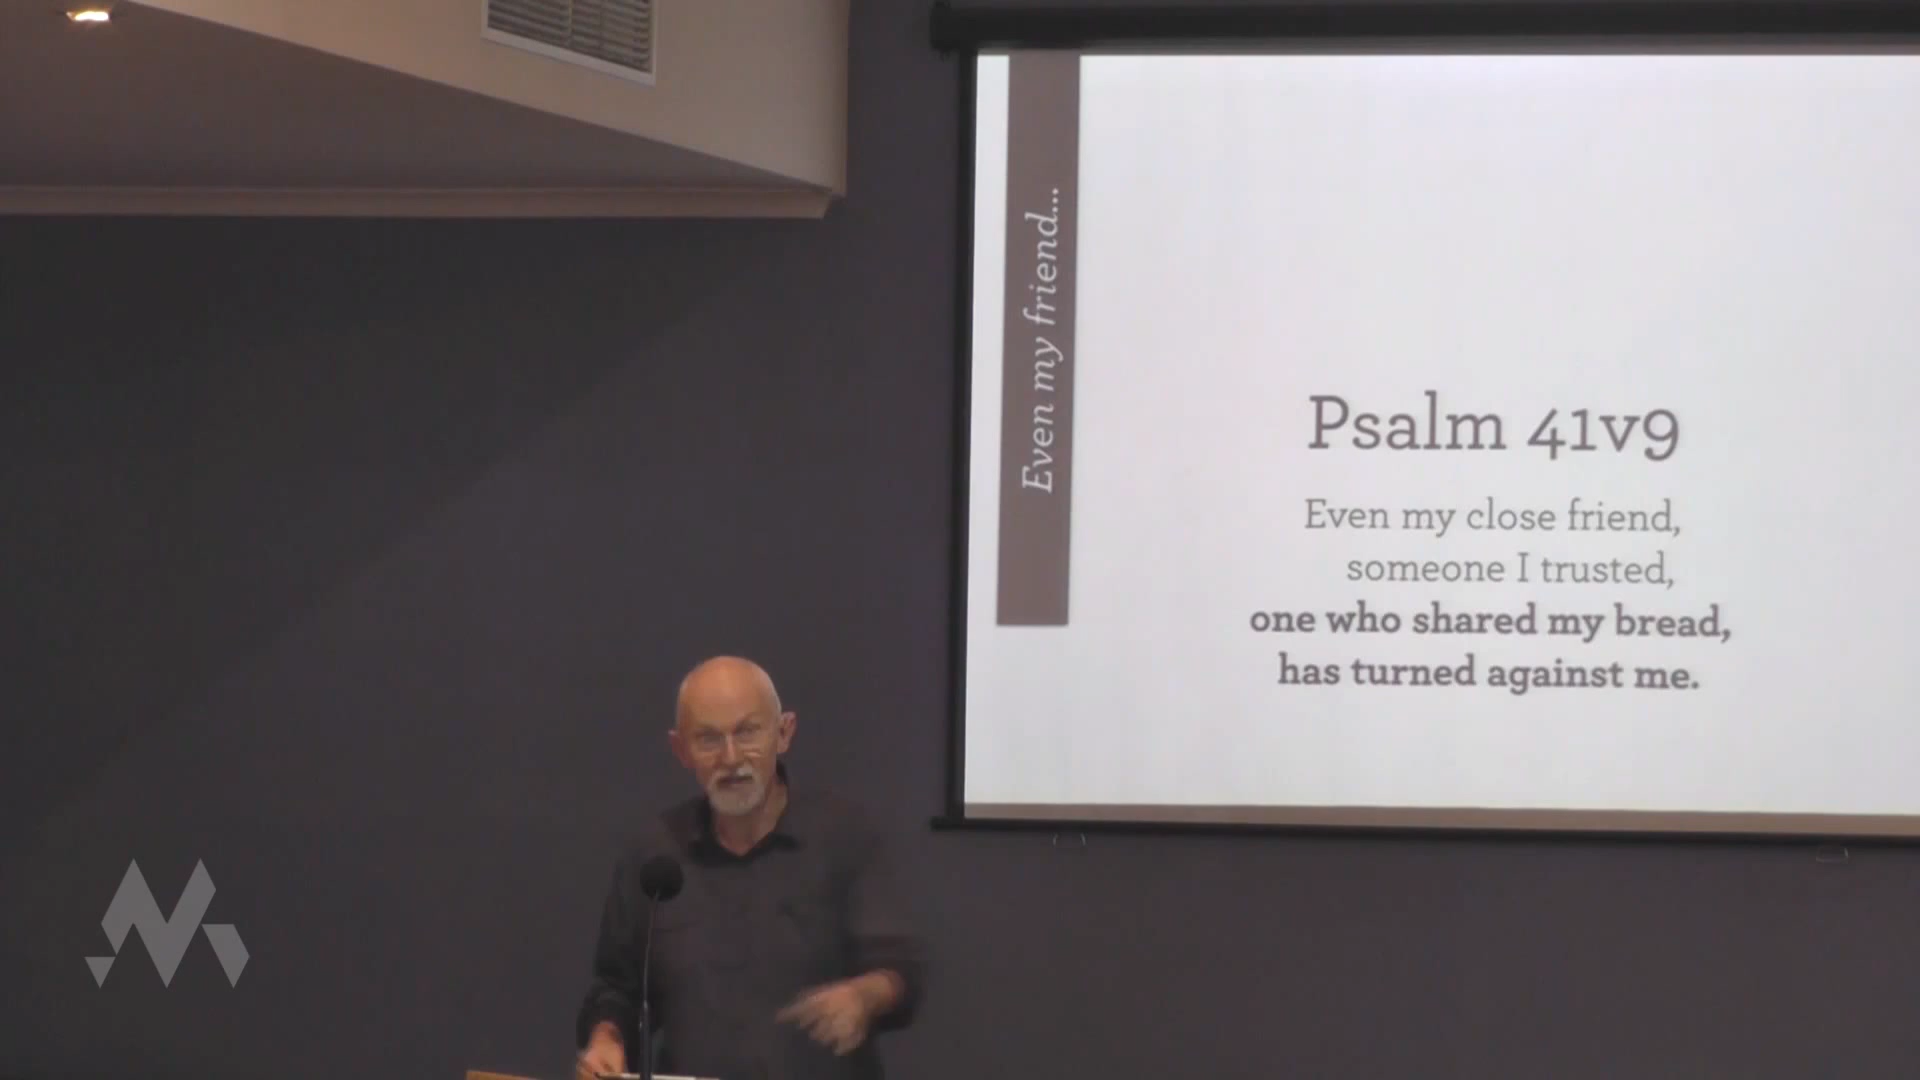 Even my friend...
Psalm 41v9
Even my close friend,
someone I trusted,
one who shared my bread,
has turned against me.